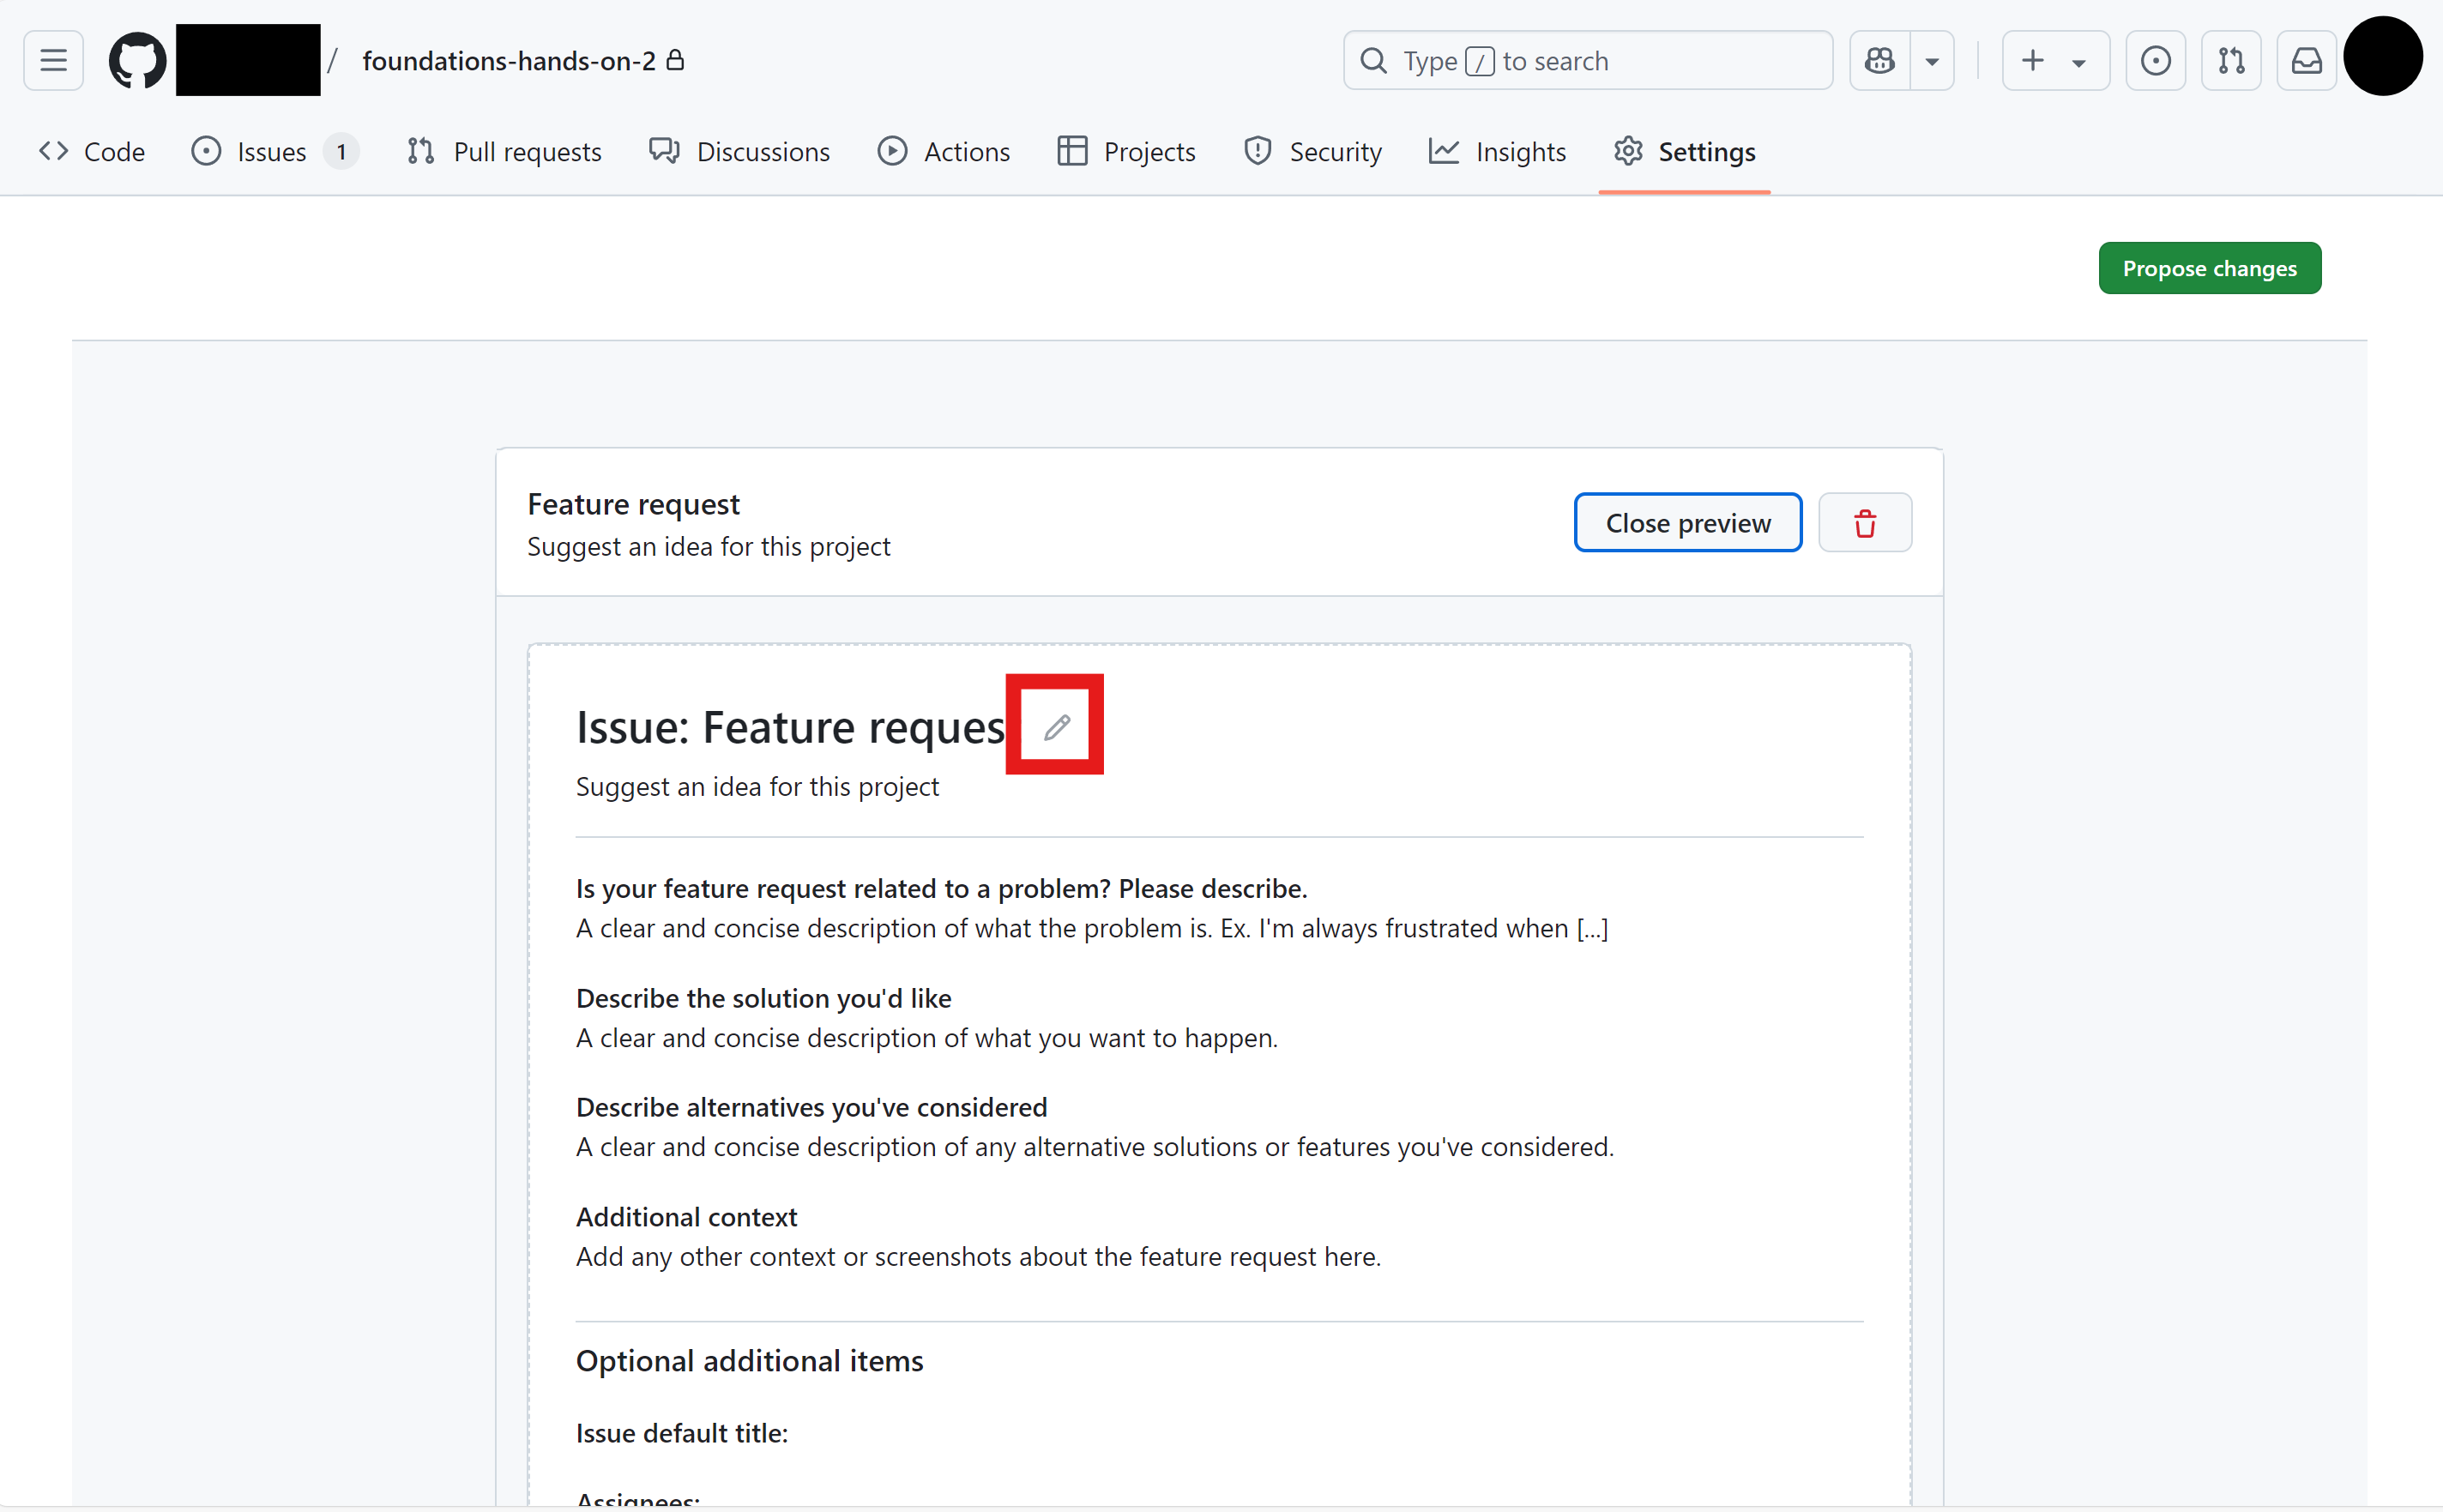 / foundations-hands-on-2
Type / to search
Code
Issues 1
Pull requests
Discussions
Actions
Projects
Security
Insights
Settings
Propose changes
Feature request
Suggest an idea for this project
Close preview
Issue: Feature reques
Suggest an idea for this project
Is your feature request related to a problem? Please describe.
A clear and concise description of what the problem is. Ex. I'm always frustrated when [...]
Describe the solution you'd like
A clear and concise description of what you want to happen.
Describe alternatives you've considered
A clear and concise description of any alternative solutions or features you've considered.
Additional context
Add any other context or screenshots about the feature request here.
Optional additional items
Issue default title:
Assignees: